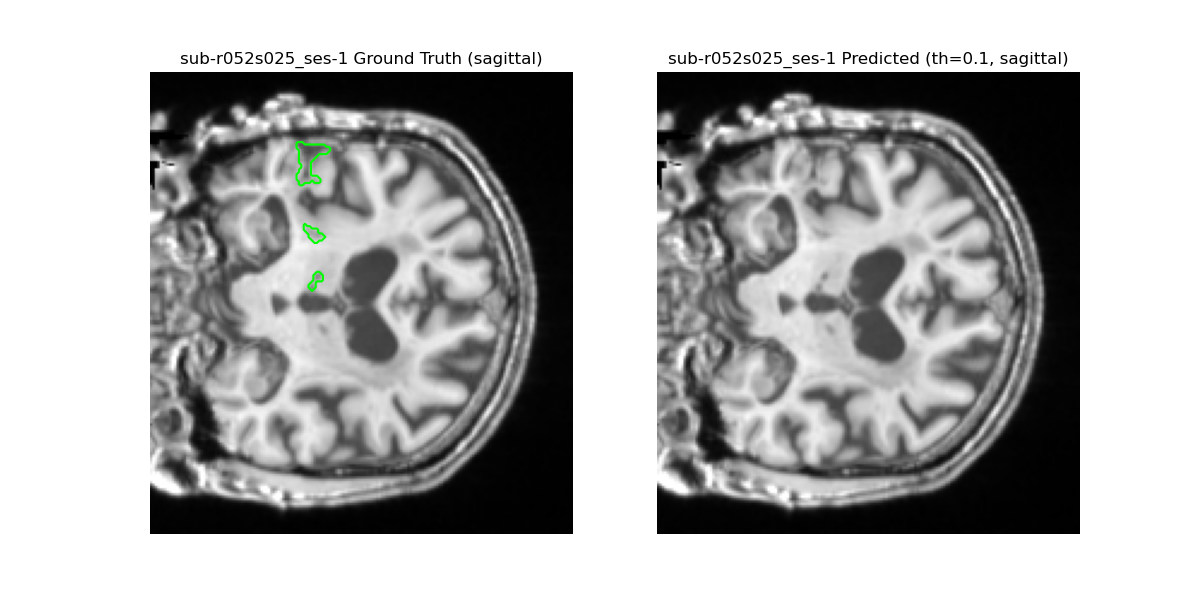 sub-r052s025_ses-1 Ground Truth (sagittal)
sub-r052s025_ses-1 Predicted (th=0.1, sagittal)